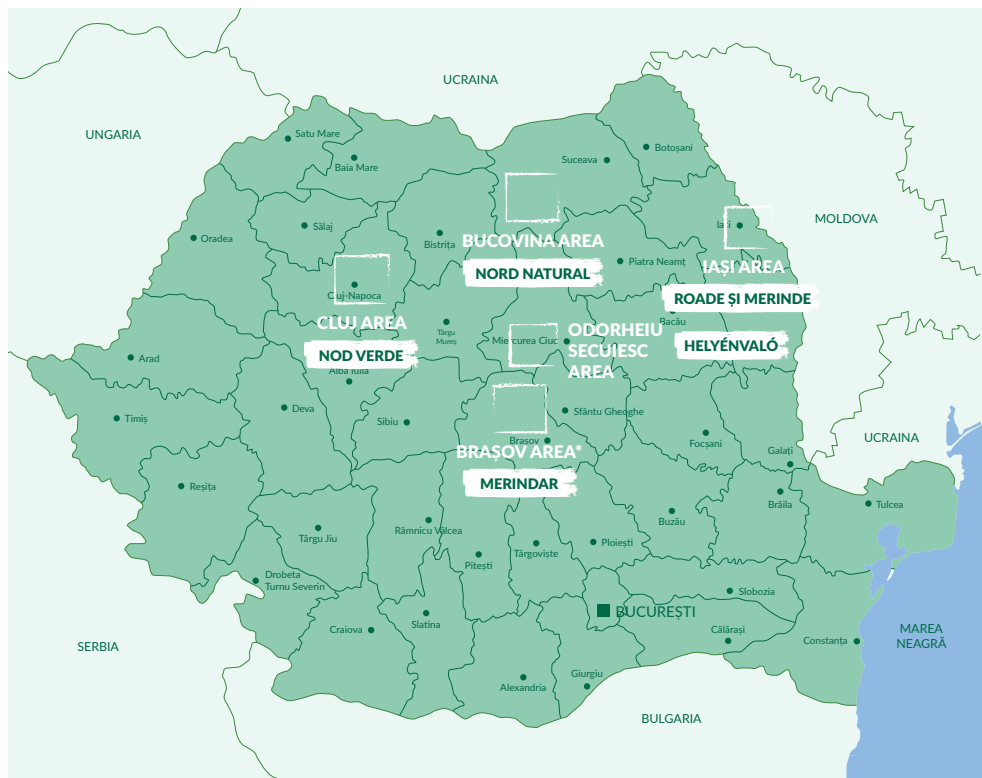 UCRAINA
UNGARIA
Satu Mare
Baia Mare
Suceava
Botoșani
MOLDOVA
Oradea
Sălaj
Bistrița
BUCOVINA AREA
NORD NATURAL
Iași
Piatra Neamț
IAȘI AREA
ROADE ȘI MERINDE
Cluj-Napoca
CLUJ AREA
NOD VERDE
Târgu
Mureș
Miercurea Ciuc
ODORHEIU
SECUIESC
AREA
Bacău
HELYÉNVALÓ
Arad
Alba Iulia
Timiș
Deva
Sibiu
Sfântu Gheorghe
Brașov
BRAȘOV AREA*
MERINDAR
Focșani
Galați
UCRAINA
Reșița
Brăila
Tulcea
Târgu Jiu
Râmnicu Vâlcea
Pitești
Târgoviște
Ploiești
Buzău
Drobeta
Turnu Severin
Slobozia
BUCUREȘTI
Craiova
Slatina
Călărași
Constanța
MAREA
NEAGRĂ
SERBIA
Alexandria
Giurgiu
BULGARIA